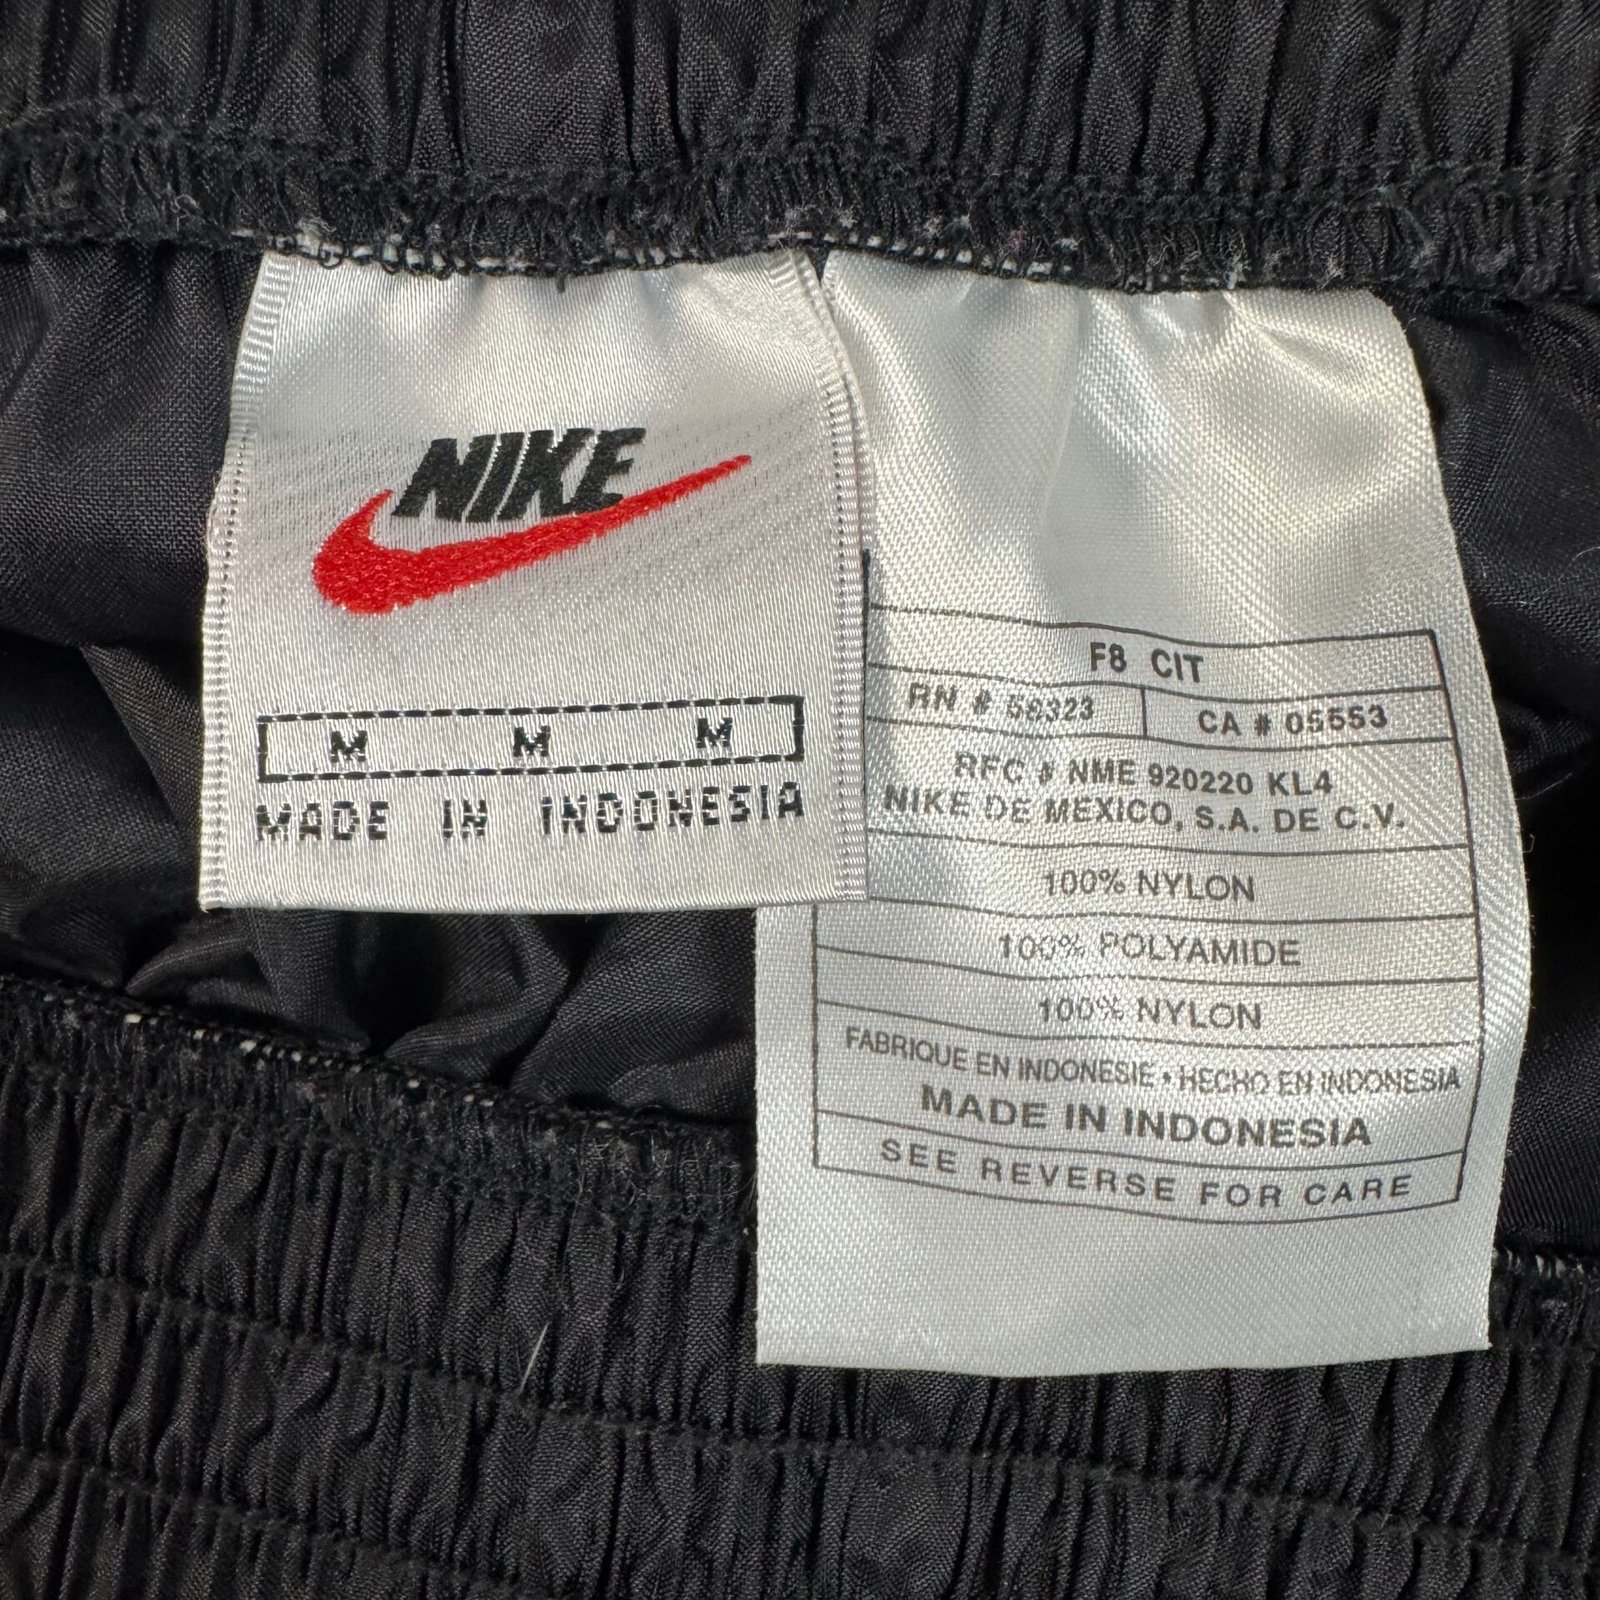 NIKE
M M M
MADE IN INDONESIA
F8 CIT
RN # 56323
CA # 05553
RFC # NME 920220 KL4
NIKE DE MEXICO, S.A. DE C.V.
100% NYLON
100% POLYAMIDE
100% NYLON
FABRIQUE EN INDONESIE • HECHO EN INDONESIA
MADE IN INDONESIA
SEE REVERSE FOR CARE